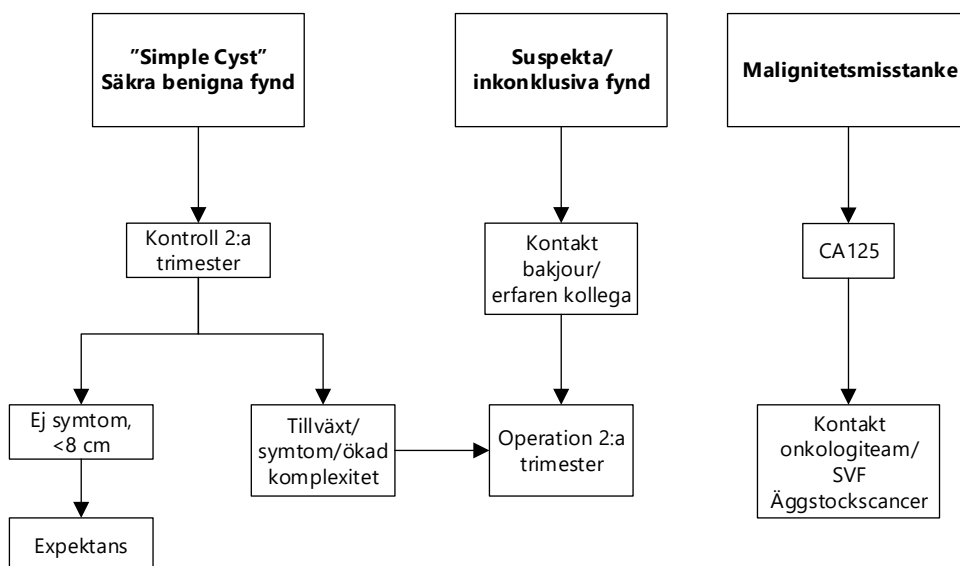 ”Simple Cyst”
Säkra benigna fynd
Suspekta/
inkonklusiva fynd
Malignitetsmisstanke
Kontroll 2:a
trimester
Kontakt
bakjour/
erfaren kollega
CA125
Ej symtom,
<8 cm
Tillväxt/
symtom/ökad
komplexitet
Operation 2:a
trimester
Kontakt
onkologiteam/
SVF
Äggstockscancer
Expektans